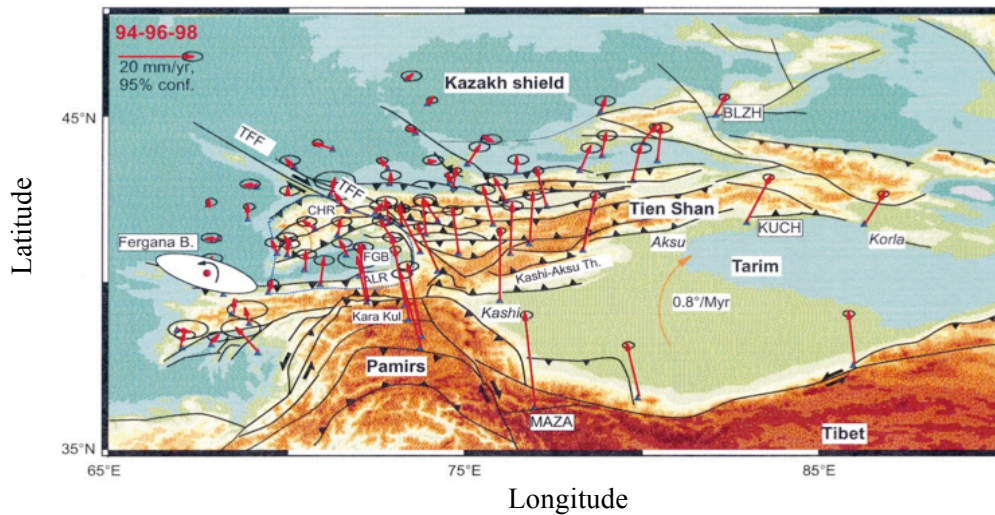 94-96-98
20 mm/yr,
95% conf.
Kazakh shield
BLZH
45°N
TFF
TFF
CHR
Tien Shan
Latitude
Fergana B.
FGB
Aksu
KUCH
Korla
ALR
Kashi-Aksu Th.
Tarim
Kara Kul
Kashi
0.8°/Myr
Pamirs
MAZA
Tibet
35°N
65°E
75°E
85°E
Longitude